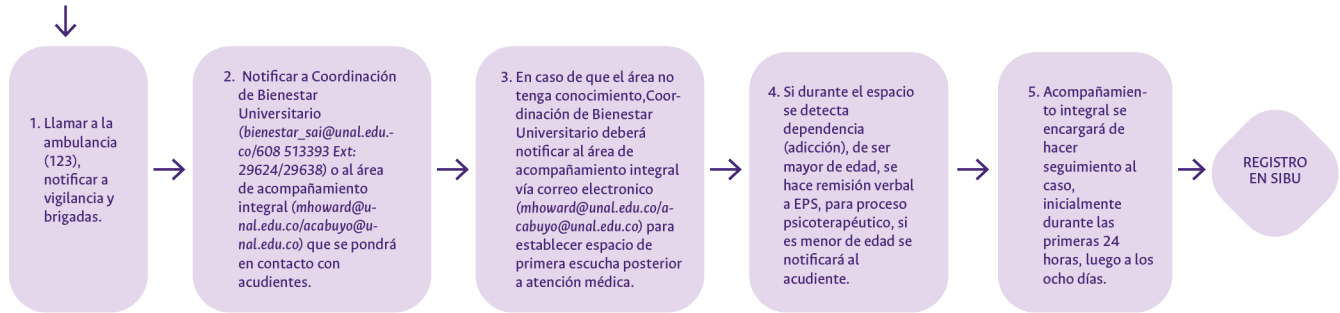 1. Llamar a la
ambulancia
(123),
notificar a
vigilancia y
brigadas.
2. Notificar a Coordinación
de Bienestar
Universitario
(bienestar_sai@unal.edu.-
co/608 513393 Ext:
29624/29638) o al área
de acompañamiento
integral (mhoward@u-
nal.edu.co/acabuyo@u-
nal.edu.co) que se pondrá
en contacto con
acudientes.
3. En caso de que el área no
tenga conocimiento,Coor-
dinación de Bienestar
Universitario deberá
notificar al área de
acompañamiento integral
vía correo electronico
(mhoward@unal.edu.co/a-
cabuyo@unal.edu.co) para
establecer espacio de
primera escucha posterior
a atención médica.
4. Si durante el espacio
se detecta
dependencia
(adicción), de ser
mayor de edad, se
hace remisión verbal
a EPS, para proceso
psicoterapéutico, si
es menor de edad se
notificará al
acudiente.
5. Acompañamien-
to integral se
encargará de
hacer
seguimiento al
caso,
inicialmente
durante las
primeras 24
horas, luego a los
ocho días.
REGISTRO
EN SIBU